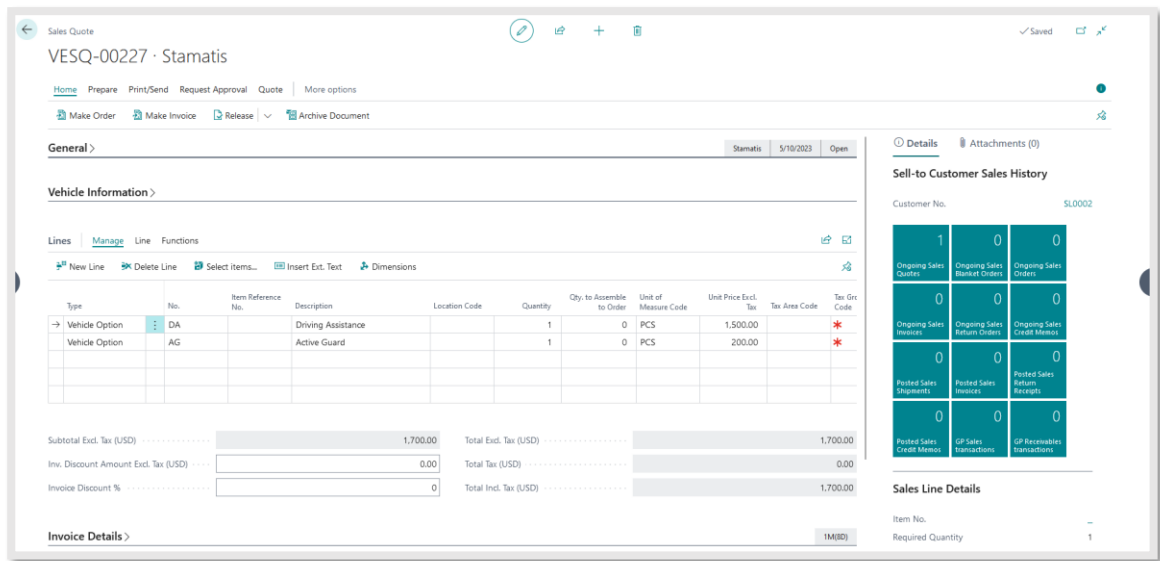 Sales Quote
Saved
VESQ-00227 · Stamatis
Home Prepare Print/Send Request Approval Quote More options
Make Order Make Invoice Release Archive Document
General > Stamatis 5/10/2023 Open
Vehicle Information >
Lines Manage Line Functions
New Line Delete Line Select items... Insert Ext. Text Dimensions
Type No. Item Reference No. Description Location Code Quantity Qty. to Assemble to Order Unit of Measure Code Unit Price Excl. Tax Tax Area Code Tax Grc Code
→ Vehicle Option DA Driving Assistance 1 0 PCS 1,500.00 *
Vehicle Option AG Active Guard 1 0 PCS 200.00 *
Subtotal Excl. Tax (USD) 1,700.00 Total Excl. Tax (USD) 1,700.00
Inv. Discount Amount Excl. Tax (USD) 0.00 Total Tax (USD) 0.00
Invoice Discount % 0 Total Incl. Tax (USD) 1,700.00
Invoice Details > 1M(8D)
Details Attachments (0)
Sell-to Customer Sales History
Customer No. SL0002
1 Ongoing Sales Quotes
0 Ongoing Sales Blanket Orders
0 Ongoing Sales Orders
0 Ongoing Sales Invoices
0 Ongoing Sales Return Orders
0 Ongoing Sales Credit Memos
0 Posted Sales Shipments
0 Posted Sales Invoices
0 Posted Sales Return Receipts
0 Posted Sales Credit Memos
0 GP Sales transactions
0 GP Receivables transactions
Sales Line Details
Item No. _
Required Quantity 1